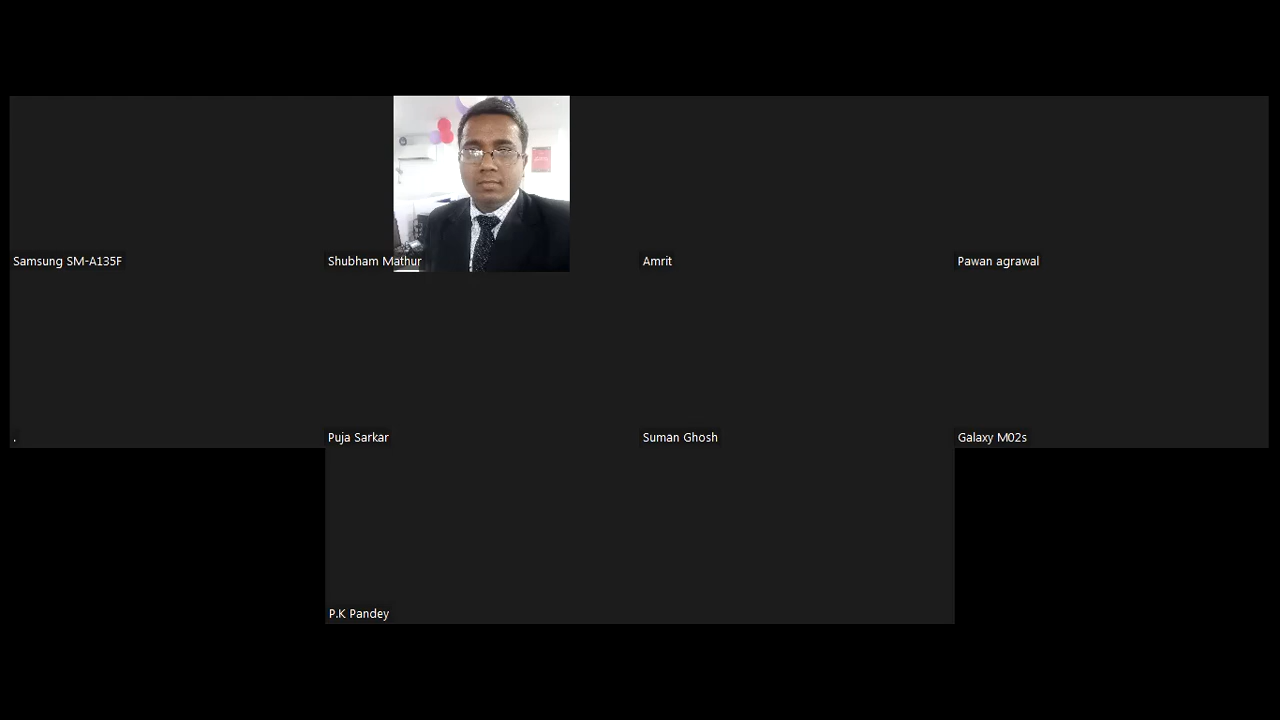 Samsung SM-A135F
Shubham Mathur
Amrit
Pawan agrawal
.
Puja Sarkar
Suman Ghosh
Galaxy M02s
P.K Pandey